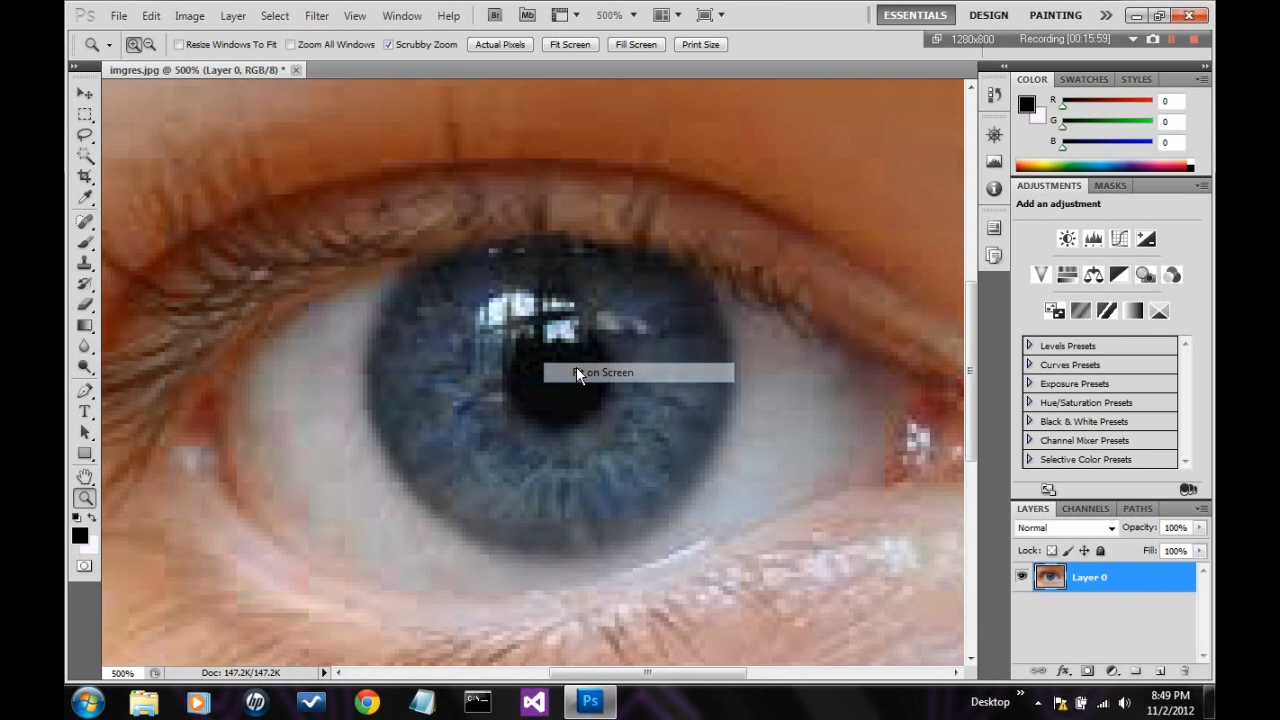 Ps File Edit Image Layer Select Filter View Window Help Br Mb 500% ESSENTIALS DESIGN PAINTING
Resize Windows To Fit Zoom All Windows Scrubby Zoom Actual Pixels Fit Screen Fill Screen Print Size 1280x800 Recording [00:15:59]
imgres.jpg @ 500% (Layer 0, RGB/8) *
COLOR SWATCHES STYLES
R 0
G 0
B 0
ADJUSTMENTS MASKS
Add an adjustment
Levels Presets
Curves Presets
Exposure Presets
Hue/Saturation Presets
Black & White Presets
Channel Mixer Presets
Selective Color Presets
on Screen
LAYERS CHANNELS PATHS
Normal Opacity: 100%
Lock: Fill: 100%
Layer 0
500% Doc: 147.2K/147.2K
Ps Desktop 8:49 PM
11/2/2012